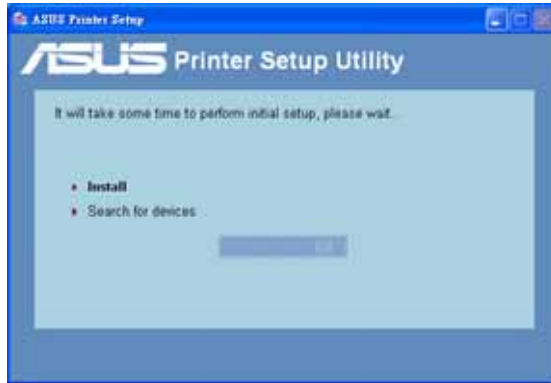 ASUS Printer Setup
ASUS Printer Setup Utility
It will take some time to perform initial setup, please wait...
Install
Search for devices